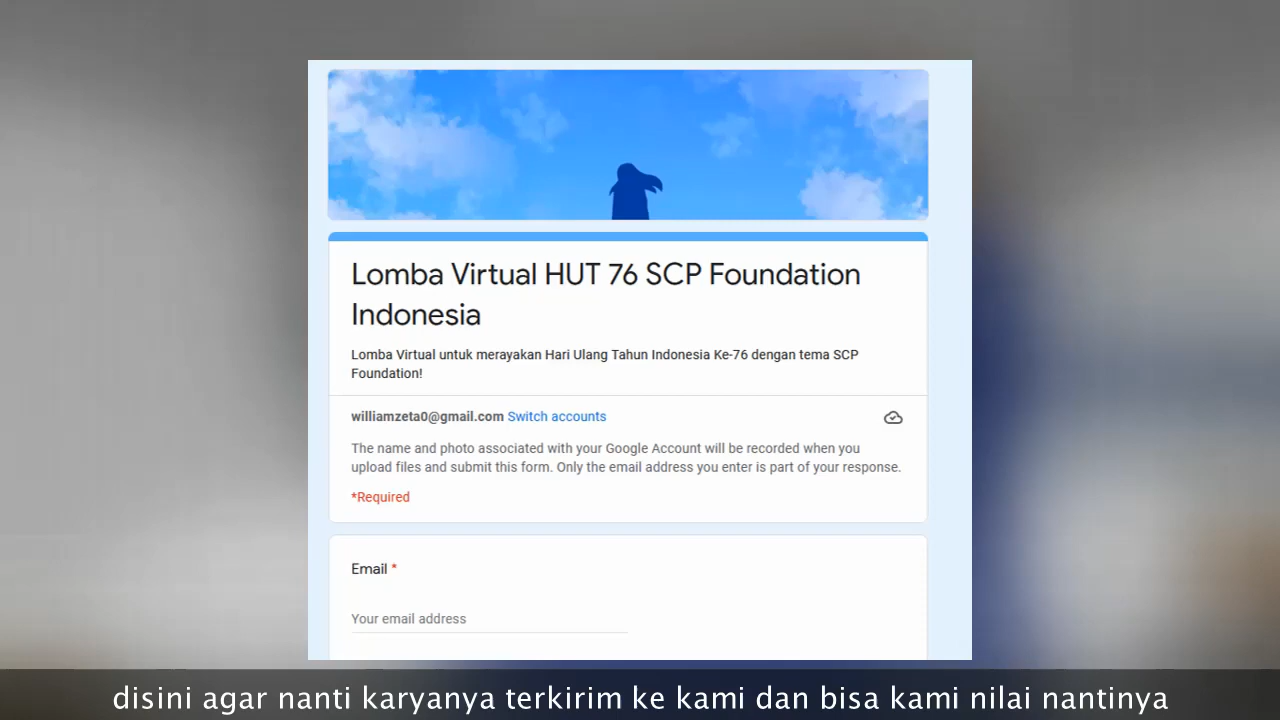 Lomba Virtual HUT 76 SCP Foundation
Indonesia
Lomba Virtual untuk merayakan Hari Ulang Tahun Indonesia Ke-76 dengan tema SCP
Foundation!
williamzeta0@gmail.com Switch accounts
The name and photo associated with your Google Account will be recorded when you
upload files and submit this form. Only the email address you enter is part of your response.
*Required
Email *
Your email address
disini agar nanti karyanya terkirim ke kami dan bisa kami nilai nantinya